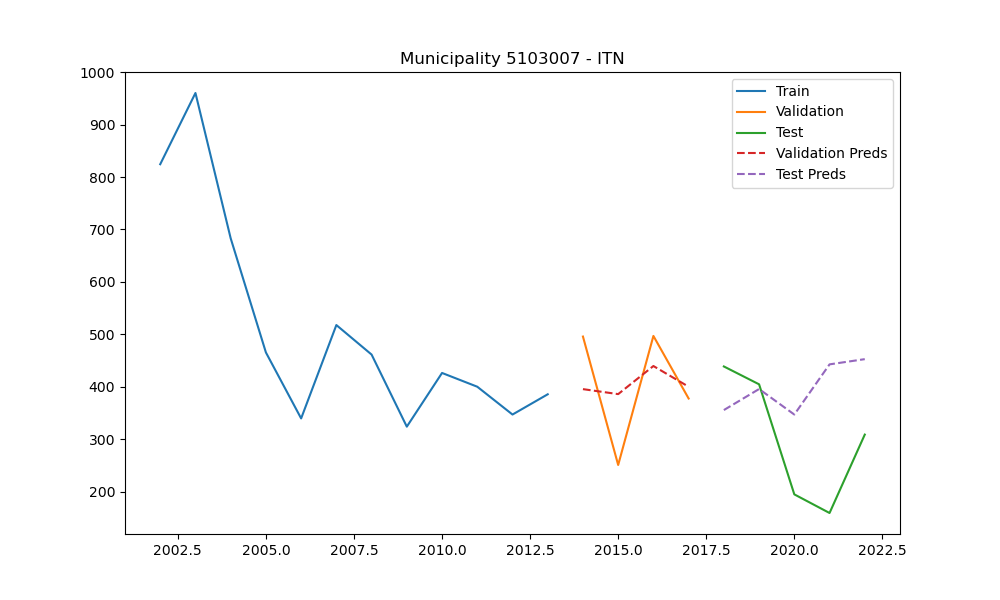 Municipality 5103007 - ITN
1000
900
800
700
600
500
400
300
200
Train
Validation
Test
Validation Preds
Test Preds
2002.5 2005.0 2007.5 2010.0 2012.5 2015.0 2017.5 2020.0 2022.5